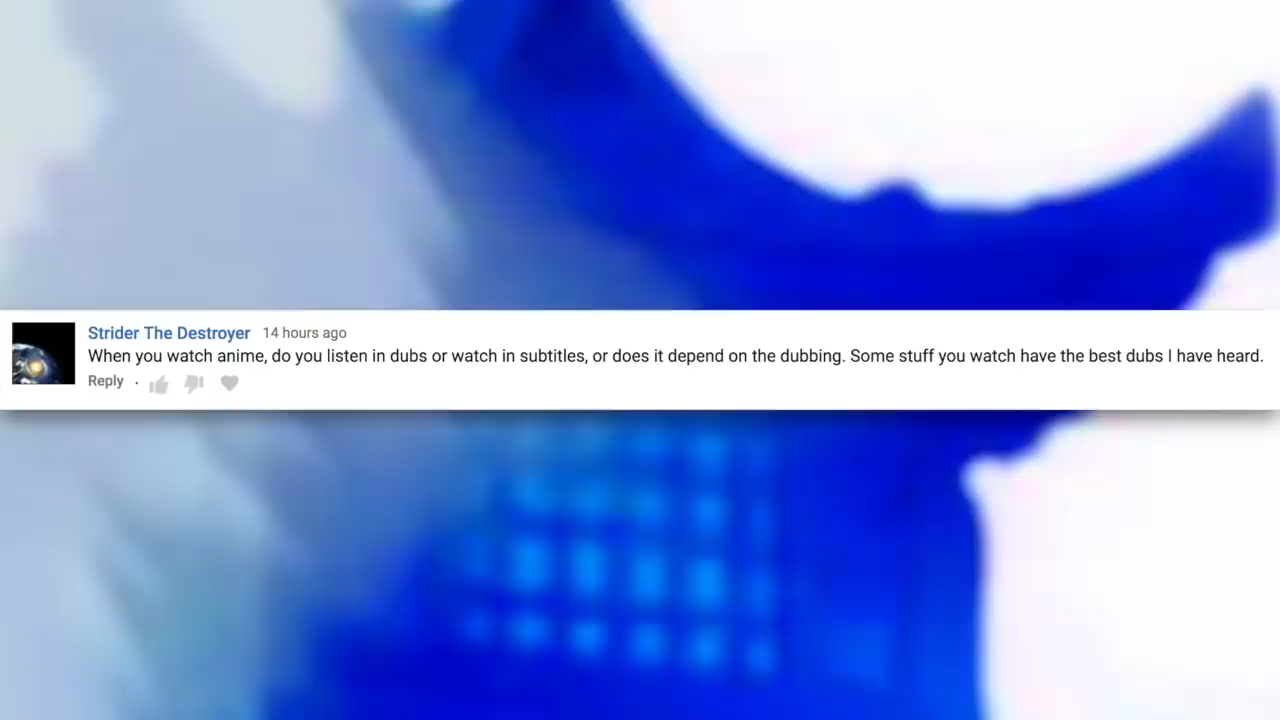 Strider The Destroyer 14 hours ago
When you watch anime, do you listen in dubs or watch in subtitles, or does it depend on the dubbing. Some stuff you watch have the best dubs I have heard.
Reply ·